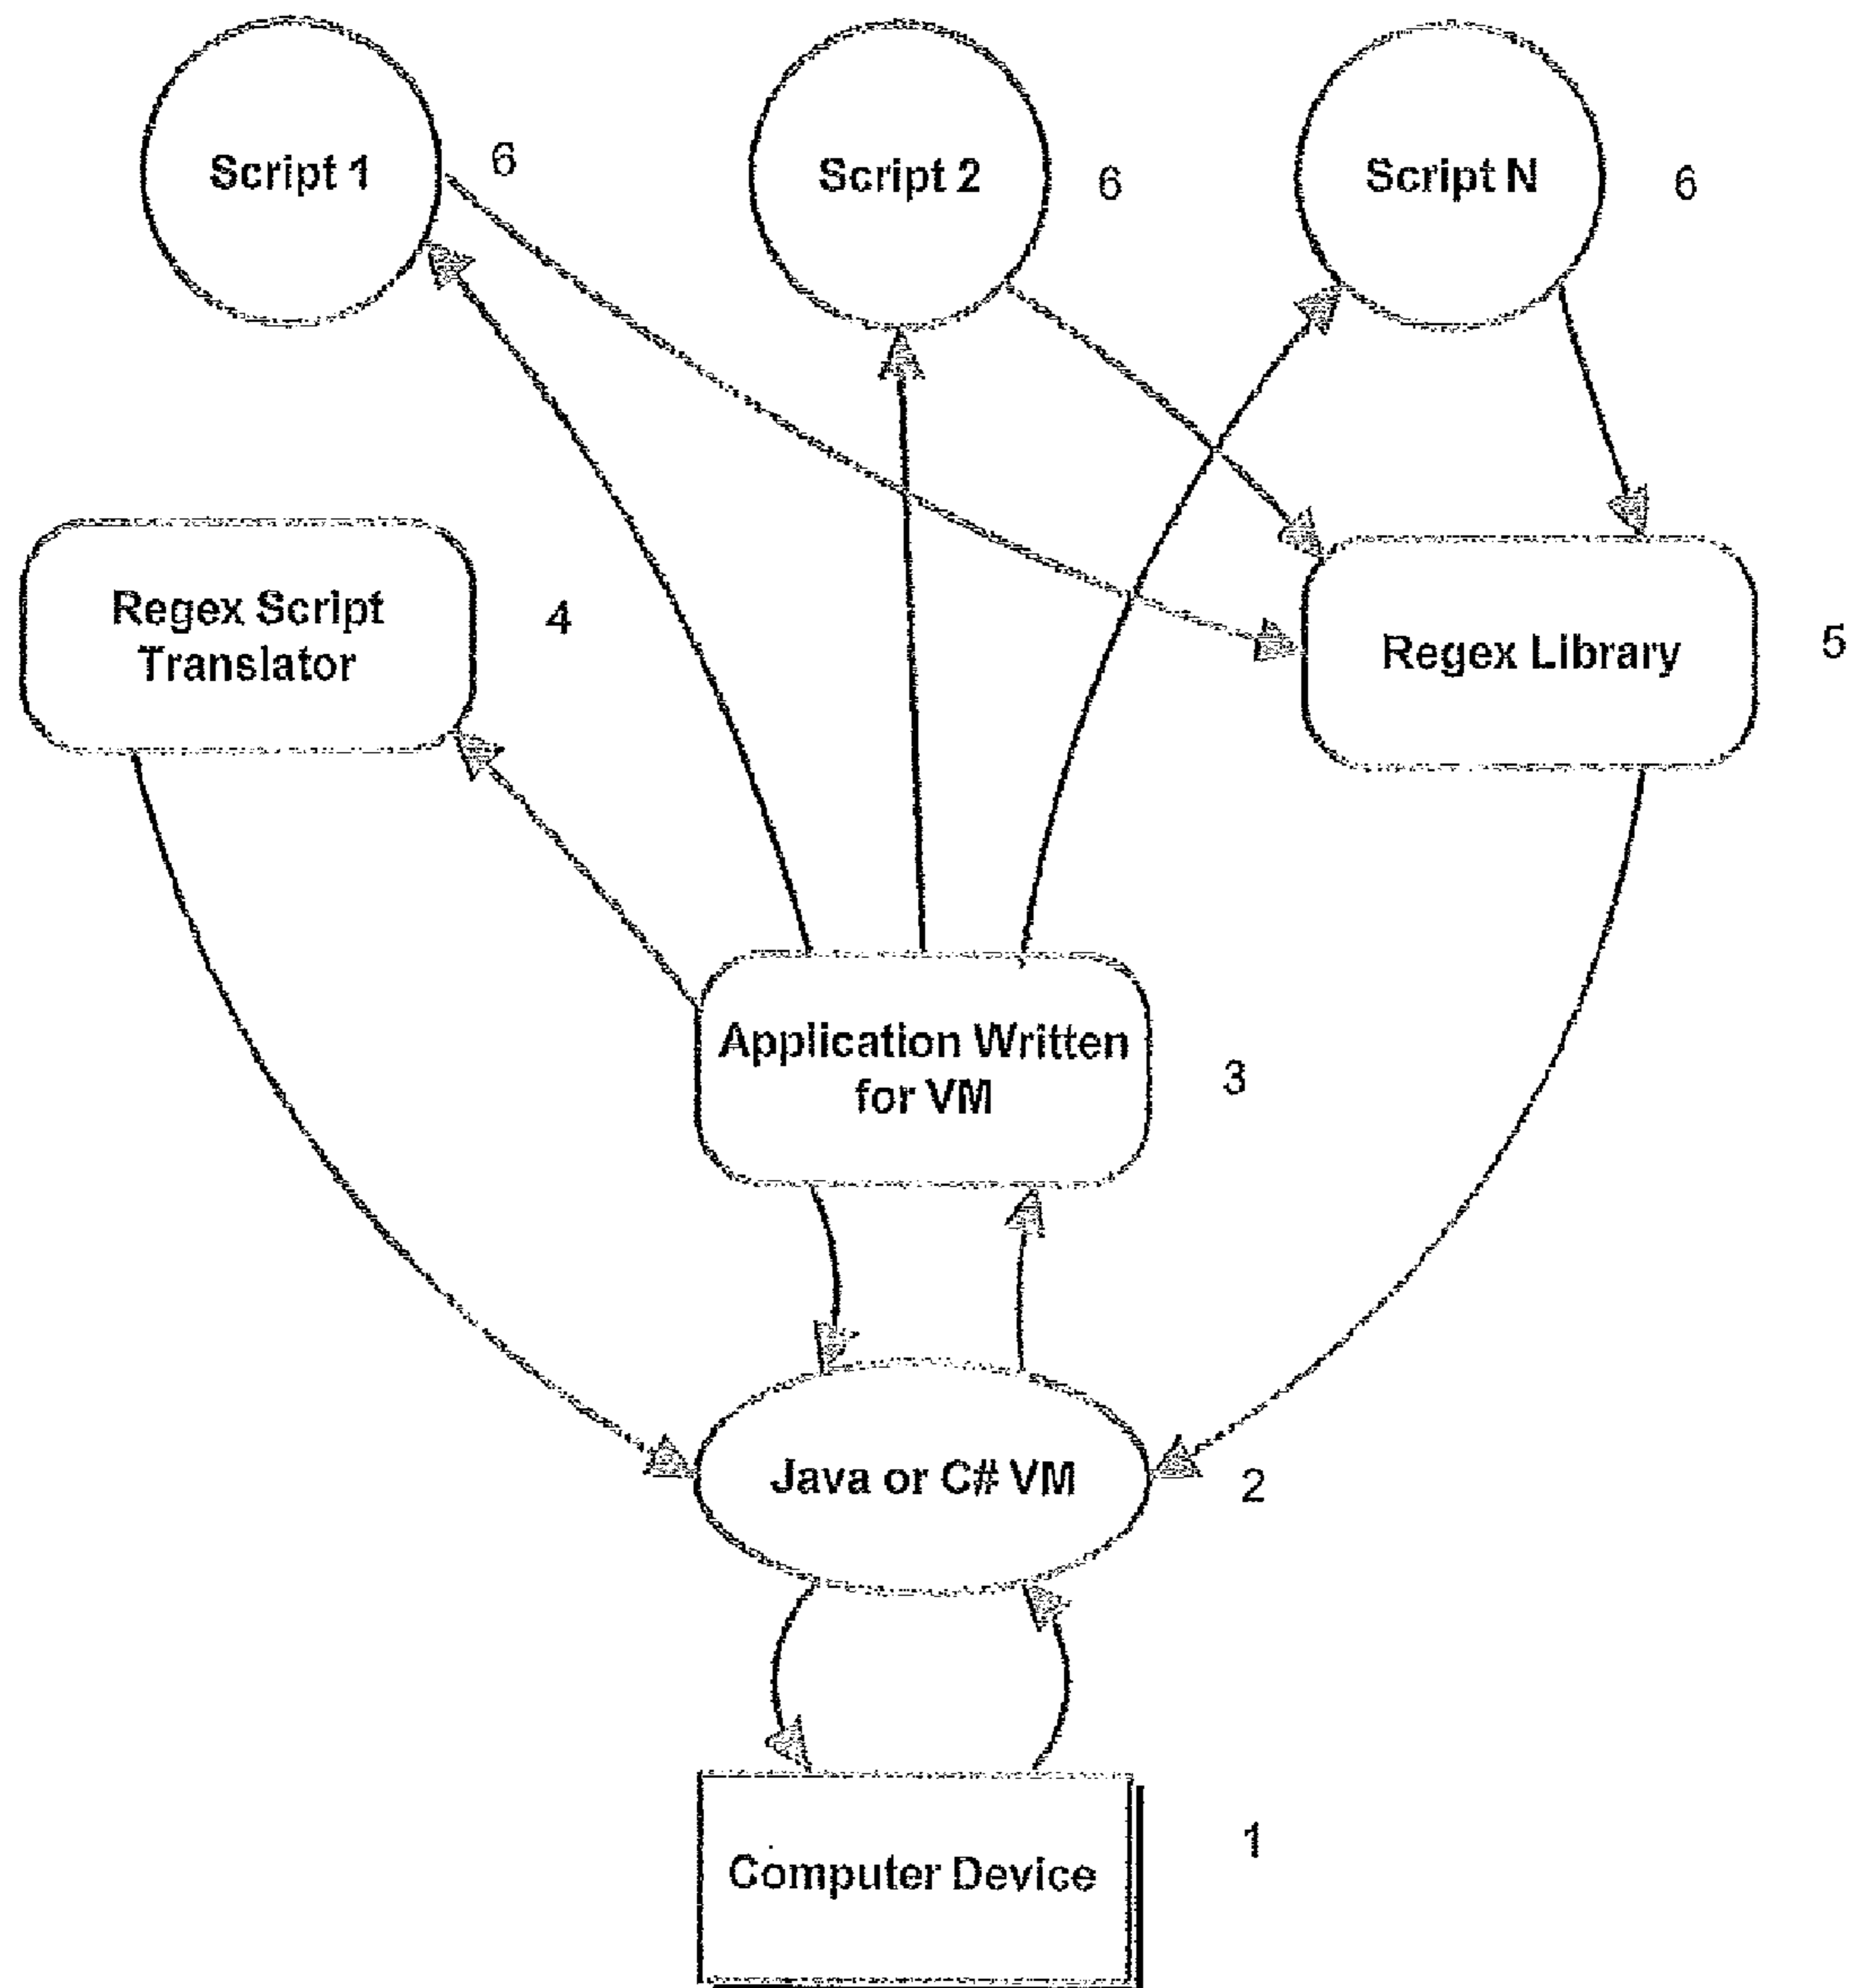 Script 1
6
Script 2
6
Script N
6
Regex Script
Translator
4
Regex Library
5
Application Written
for VM
3
Java or C# VM
2
Computer Device
1